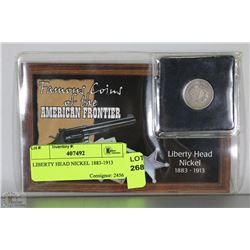 Famous Coins
of the
AMERICAN FRONTIER
Lot # Inventory #:
407492
LIBERTY HEAD NICKEL 1883-1913
Consignor: 2456
LOT
268
Liberty Head
Nickel
1883 - 1913